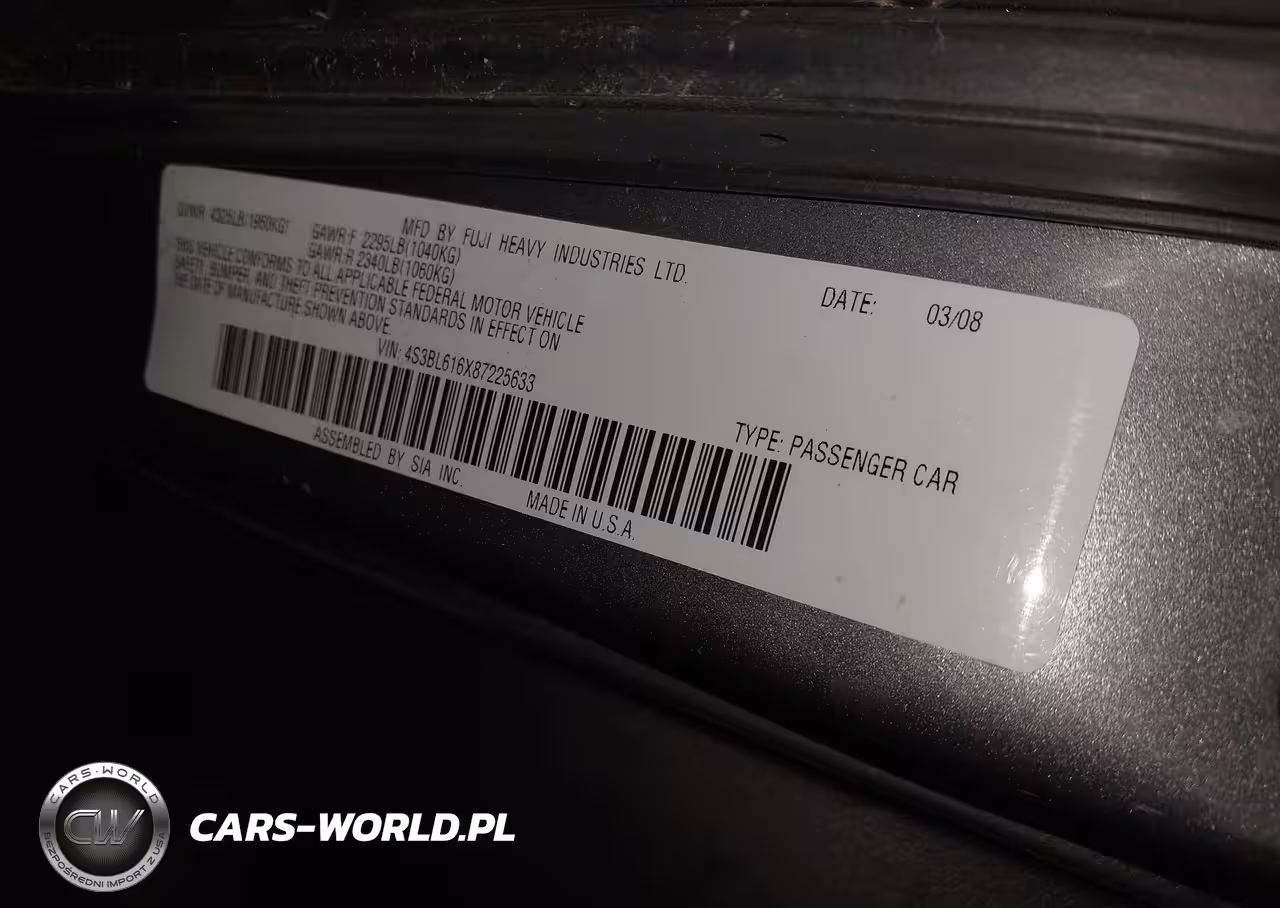 MFD BY FUJI HEAVY INDUSTRIES LTD.
DATE: 03/08
GVWR 4325LB(1960KG) GAWR:F 2295LB(1040KG)
GAWR:R 2340LB(1060KG)
THIS VEHICLE CONFORMS TO ALL APPLICABLE FEDERAL MOTOR VEHICLE
SAFETY, BUMPER, AND THEFT PREVENTION STANDARDS IN EFFECT ON
THE DATE OF MANUFACTURE SHOWN ABOVE.
VIN: 4S3BL616X87225633
TYPE: PASSENGER CAR
ASSEMBLED BY SIA INC.
MADE IN U.S.A.
CARS-WORLD
CW
BEZPOŚREDNI IMPORT Z USA
CARS-WORLD.PL